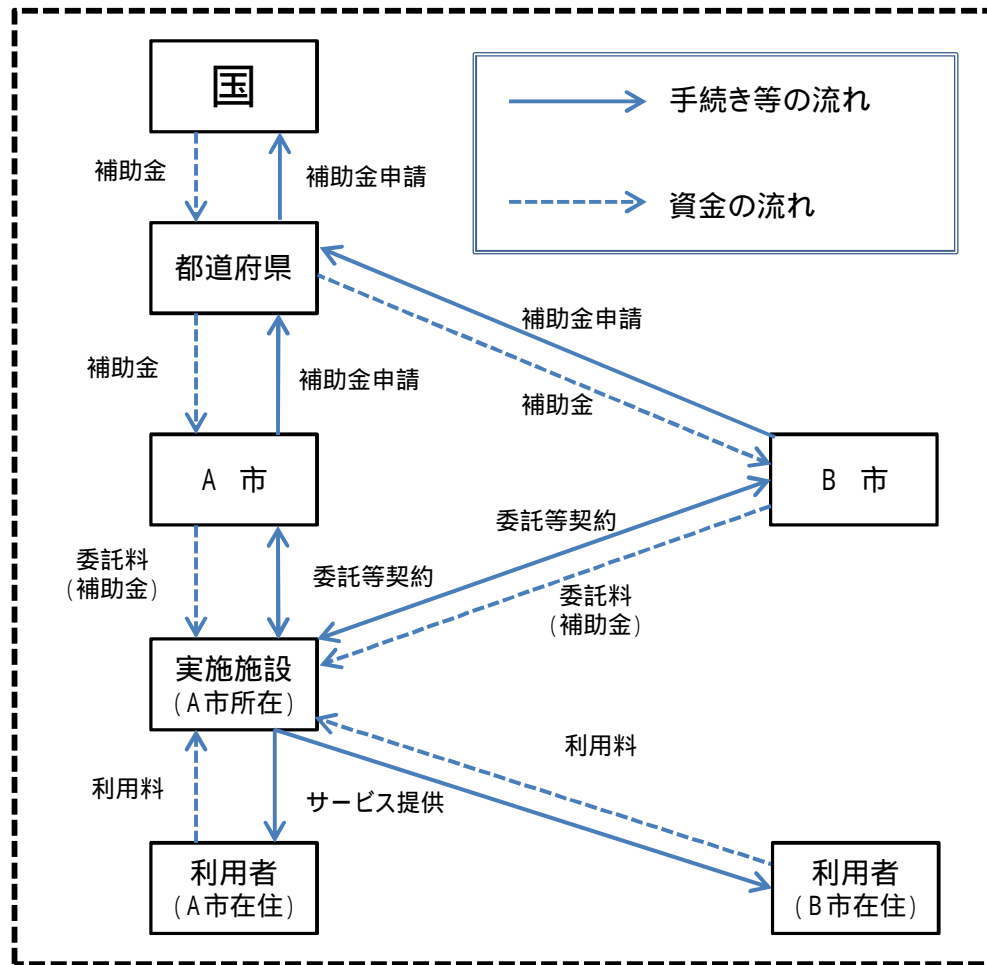 国
手続き等の流れ
補助金
補助金申請
資金の流れ
都道府県
補助金申請
補助金
補助金申請
補助金
A 市
B 市
委託等契約
委託料
(補助金)
委託等契約
委託料
(補助金)
実施施設
(A市所在)
利用料
利用料
サービス提供
利用者
(A市在住)
利用者
(B市在住)